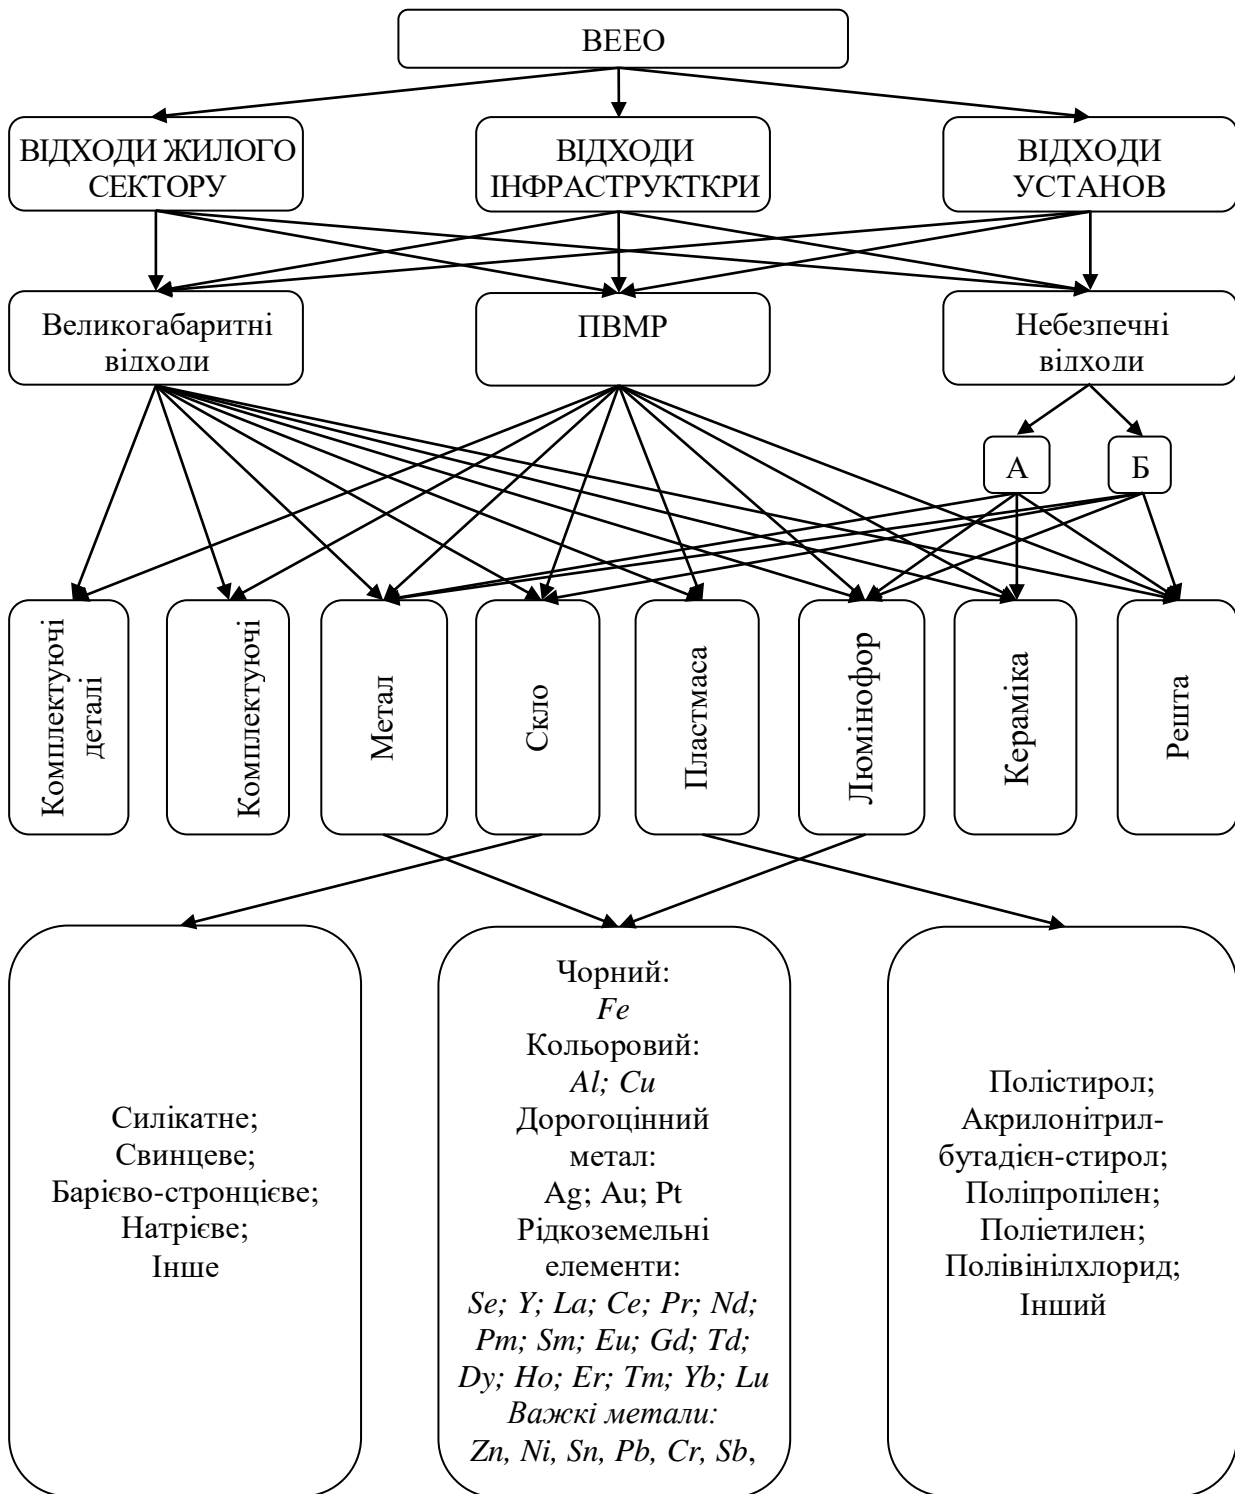 ВЕЕО
ВІДХОДИ ЖИЛОГО
СЕКТОРУ
ВІДХОДИ
ІНФРАСТРУКТКРИ
ВІДХОДИ
УСТАНОВ
Великогабаритні
відходи
ПВМР
Небезпечні
відходи
А
Б
Комплектуючі
деталі
Комплектуючі
Метал
Скло
Пластмаса
Люмінофор
Кераміка
Решта
Силікатне;
Свинцеве;
Барієво-стронцієве;
Натрієве;
Інше
Чорний:
Fe
Кольоровий:
Al; Cu
Дорогоцінний
метал:
Ag; Au; Pt
Рідкоземельні
елементи:
Se; Y; La; Ce; Pr; Nd;
Pm; Sm; Eu; Gd; Td;
Dy; Ho; Er; Tm; Yb; Lu
Важкі метали:
Zn, Ni, Sn, Pb, Cr, Sb,
Полістирол;
Акрилонітрил-
бутадієн-стирол;
Поліпропілен;
Поліетилен;
Полівінілхлорид;
Інший